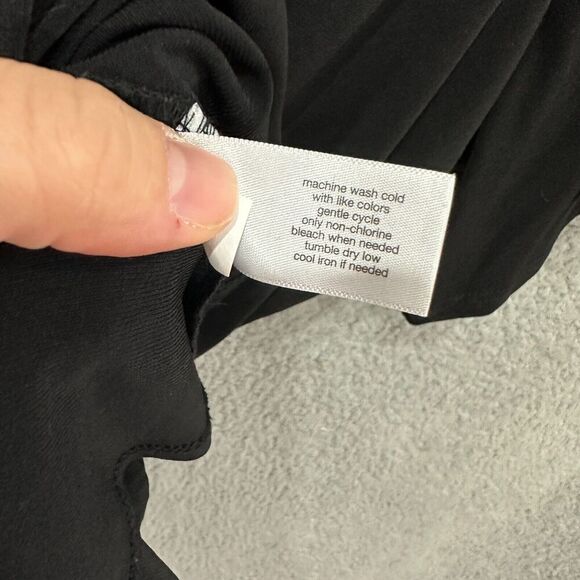 machine wash cold
with like colors
gentle cycle
only non-chlorine
bleach when needed
tumble dry low
cool iron if needed